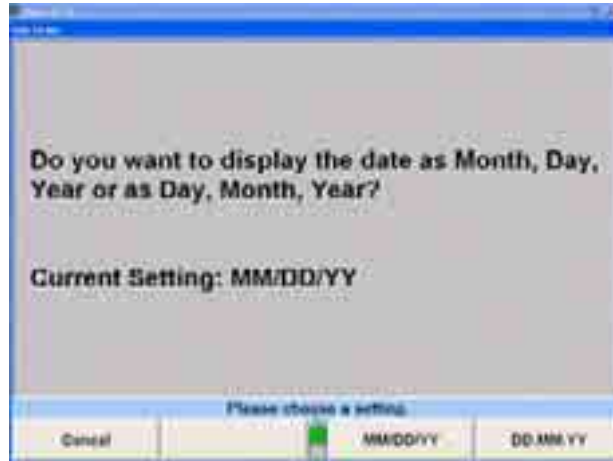 Do you want to display the date as Month, Day,
Year or as Day, Month, Year?
Current Setting: MM/DD/YY
Please choose a setting.
Cancel
MM/DD/YY
DD.MM.YY